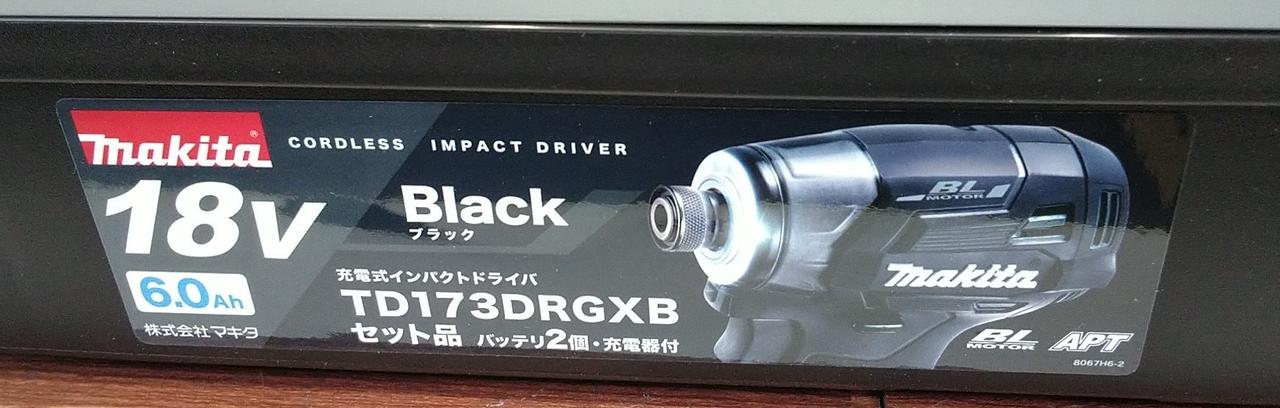 makita®
CORDLESS IMPACT DRIVER
18V
Black
ブラック
6.0Ah
株式会社マキタ
充電式インパクトドライバ
TD173DRGXB
セット品 バッテリ2個・充電器付
BL
MOTOR
makita
BL
MOTOR
APT
8067H6-2